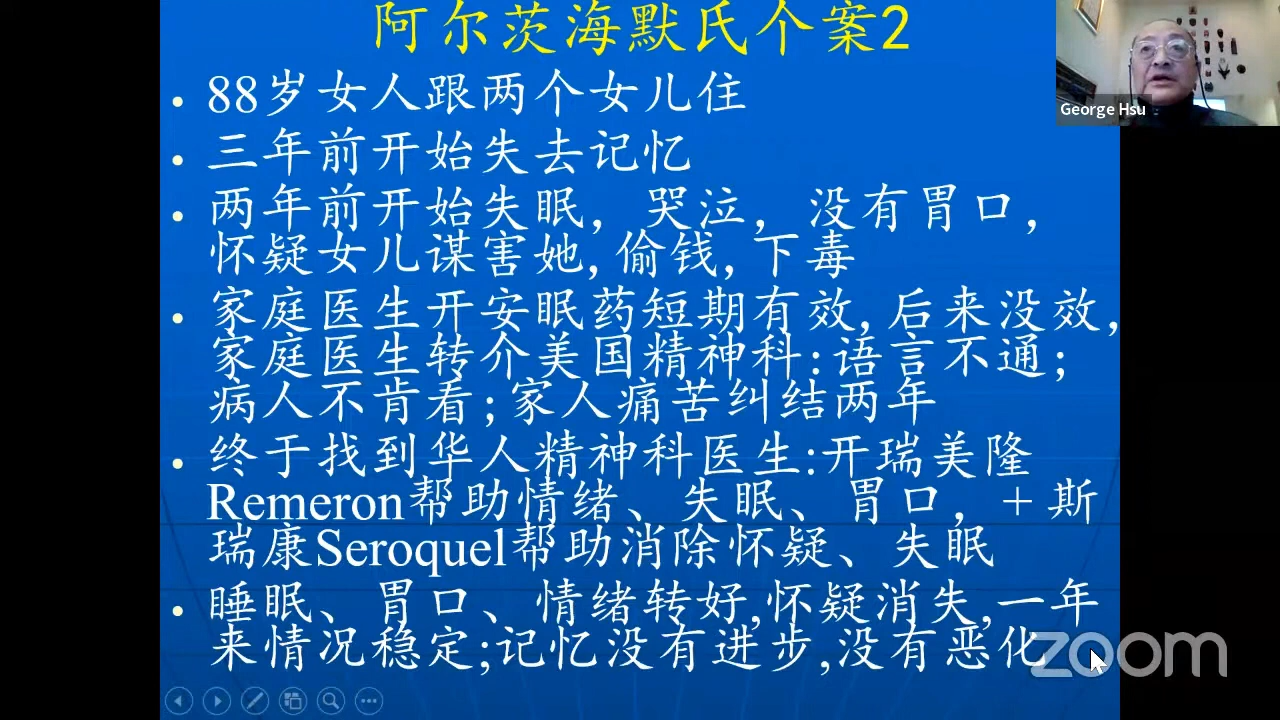 阿尔茨海默氏个案2
• 88岁女人跟两个女儿住
• 三年前开始失去记忆
• 两年前开始失眠，哭泣，没有胃口，
怀疑女儿谋害她,偷钱,下毒
• 家庭医生开安眠药短期有效,后来没效,
家庭医生转介美国精神科:语言不通;
病人不肯看;家人痛苦纠结两年
• 终于找到华人精神科医生:开瑞美隆
Remeron帮助情绪、失眠、胃口，+斯
瑞康Seroquel帮助消除怀疑、失眠
• 睡眠、胃口、情绪转好,怀疑消失,一年
来情况稳定;记忆没有进步,没有恶化
George Hsu
zoom